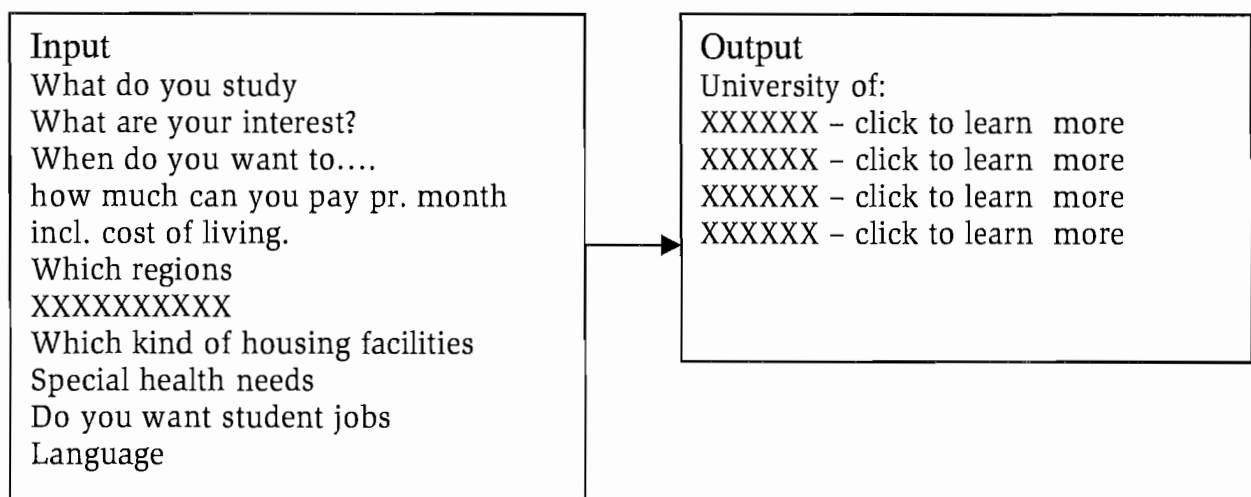 Input
What do you study
What are your interest?
When do you want to....
how much can you pay pr. month
incl. cost of living.
Which regions
XXXXXXXXXX
Which kind of housing facilities
Special health needs
Do you want student jobs
Language
Output
University of:
XXXXXX – click to learn more
XXXXXX – click to learn more
XXXXXX – click to learn more
XXXXXX – click to learn more